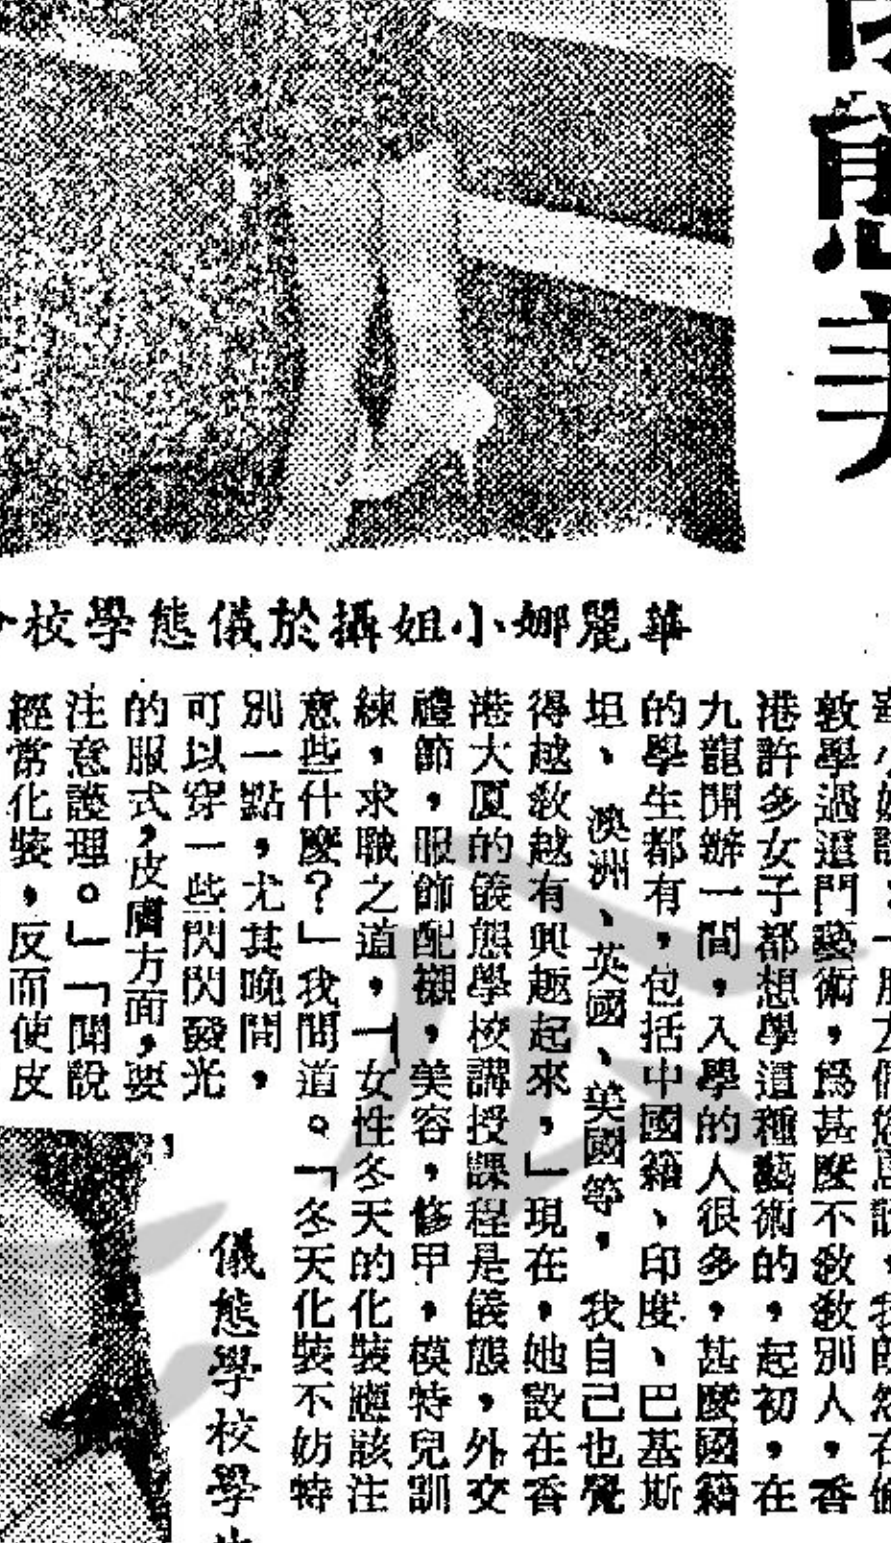 態美
華麗娜小姐攝於儀態學校
敦學過這門藝術,為甚麼不教教別人,香
港許多女子都想學這種藝術的,起初,在
九龍開辦一間,入學的人很多,甚麼國籍
的學生都有,包括中國籍、印度、巴基斯
坦、澳洲、英國、美國等,我自己也覺
得越教越有興趣起來,」現在,她設在香
港大厦的儀態學校講授課程是儀態,外交
禮節,服飾配襯,美容,修甲,模特兒訓
練,求職之道,「女性冬天的化裝應該注
意些什麼?」我問道。「冬天化裝不妨特
別一點,尤其晚間,
可以穿一些閃閃發光
的服式,皮膚方面,要
注意護理。」「聞說
經常化裝,反而使皮
儀態學校學